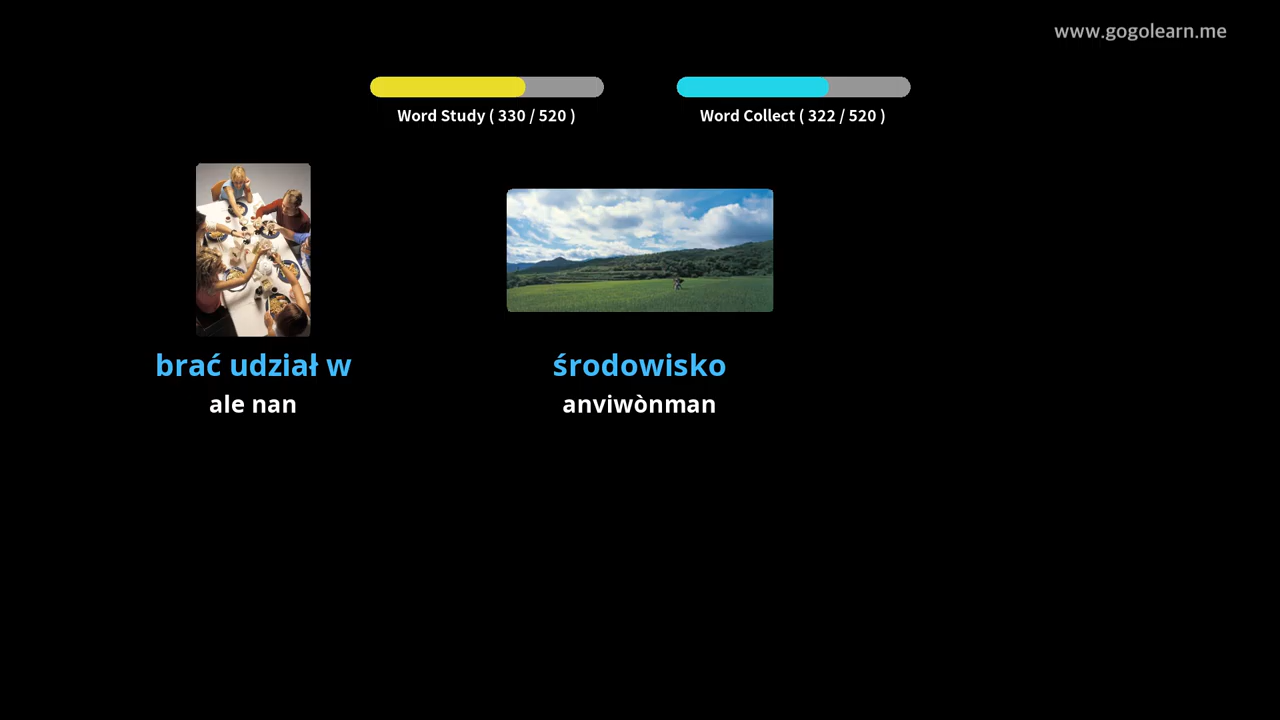 www.gogolearn.me
Word Study ( 330 / 520 )
Word Collect ( 322 / 520 )
brać udział w
ale nan
środowisko
anviwònman